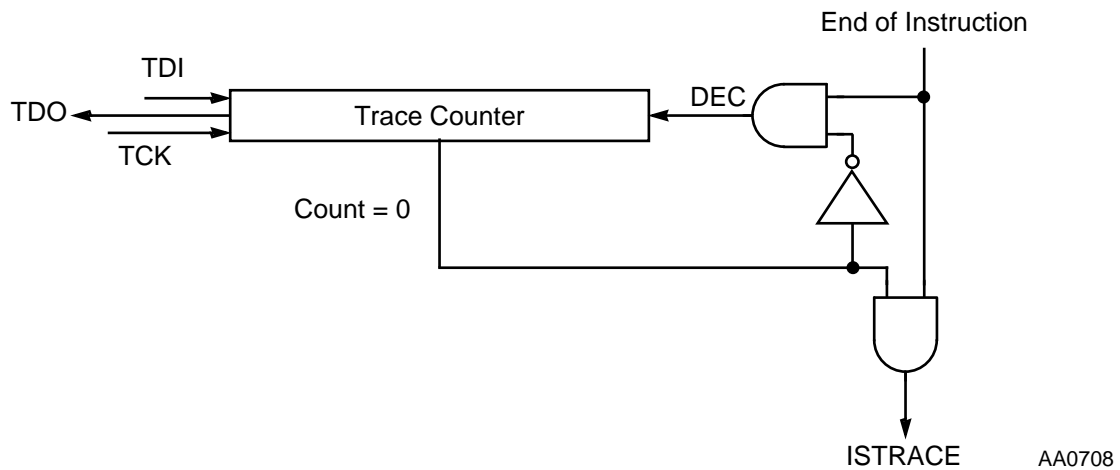 End of Instruction
TDI
DEC
TDO
Trace Counter
TCK
Count = 0
ISTRACE
AA0708